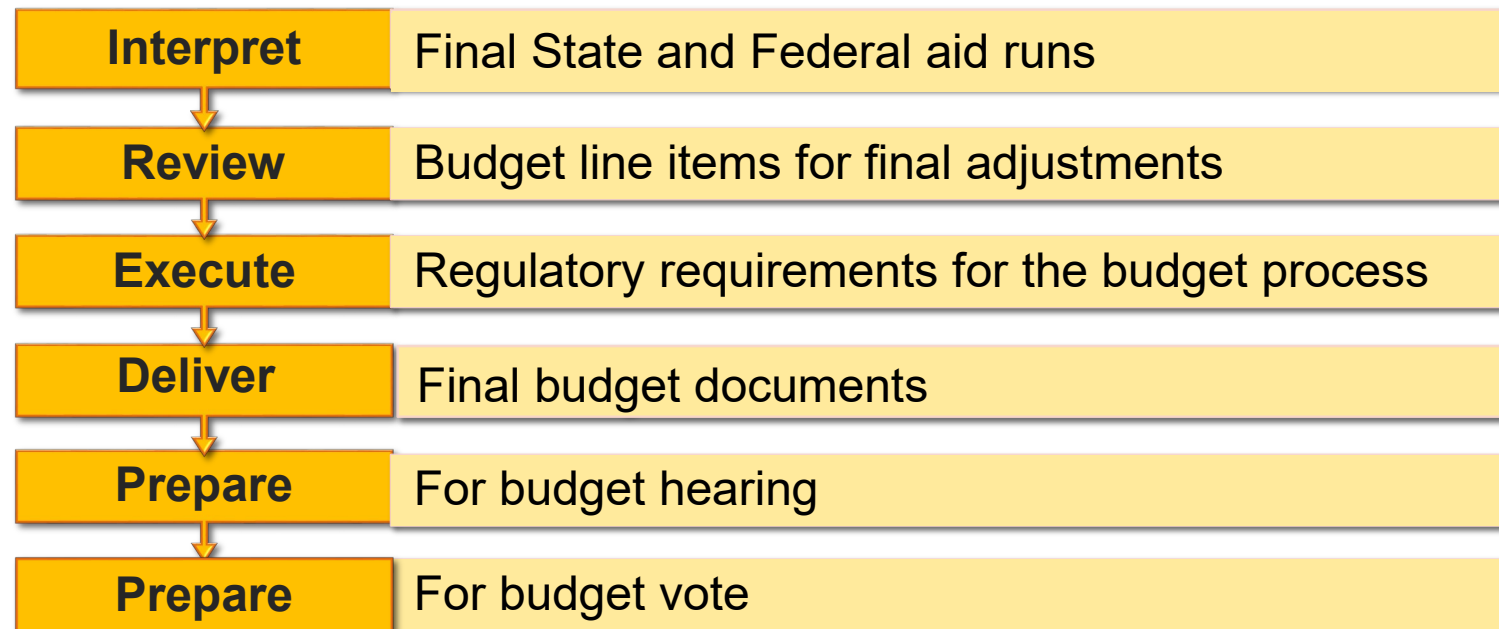 Interpret Final State and Federal aid runs
Review Budget line items for final adjustments
Execute Regulatory requirements for the budget process
Deliver Final budget documents
Prepare For budget hearing
Prepare For budget vote